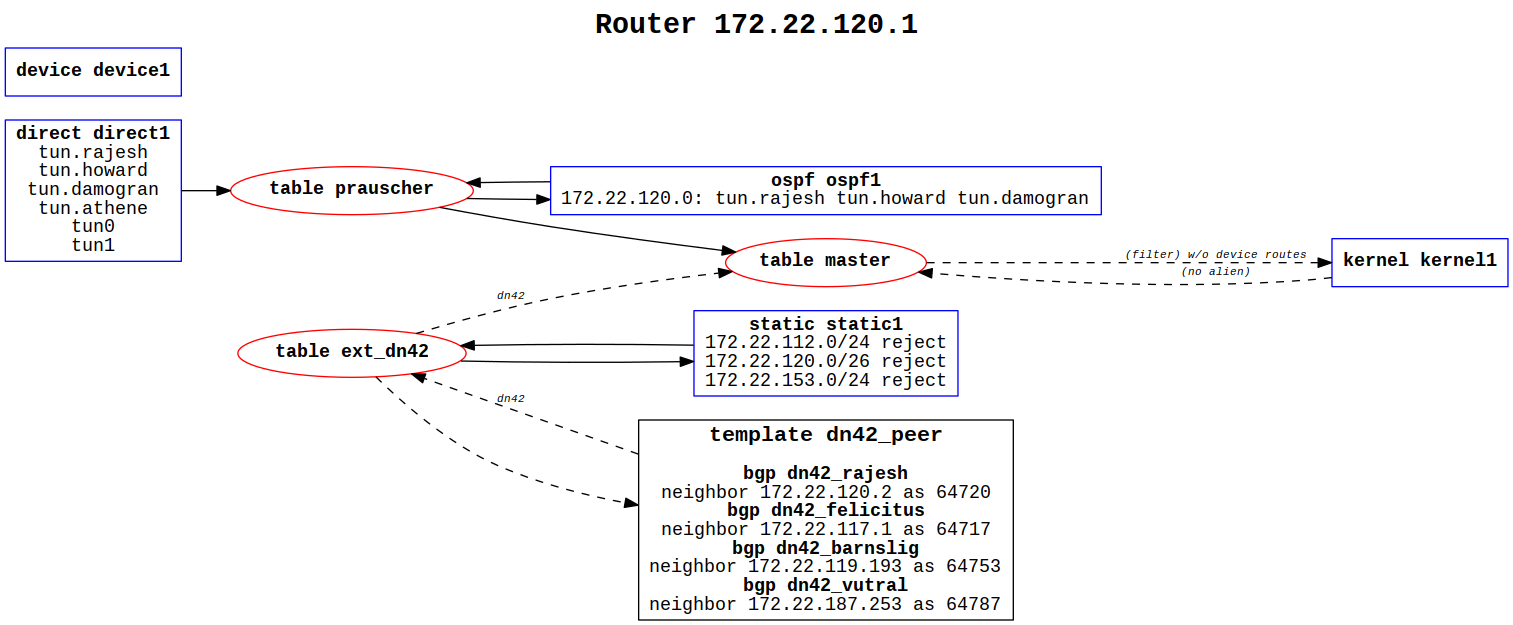 Router 172.22.120.1
device device1
direct direct1
tun.rajesh
tun.howard
tun.damogran
tun.athene
tun0
tun1
table prauscher
ospf ospf1
172.22.120.0: tun.rajesh tun.howard tun.damogran
table master
(filter) w/o device routes
(no alien)
kernel kernel1
dn42
table ext_dn42
static static1
172.22.112.0/24 reject
172.22.120.0/26 reject
172.22.153.0/24 reject
dn42
template dn42_peer
bgp dn42_rajesh
neighbor 172.22.120.2 as 64720
bgp dn42_felicitus
neighbor 172.22.117.1 as 64717
bgp dn42_barnslig
neighbor 172.22.119.193 as 64753
bgp dn42_vutral
neighbor 172.22.187.253 as 64787